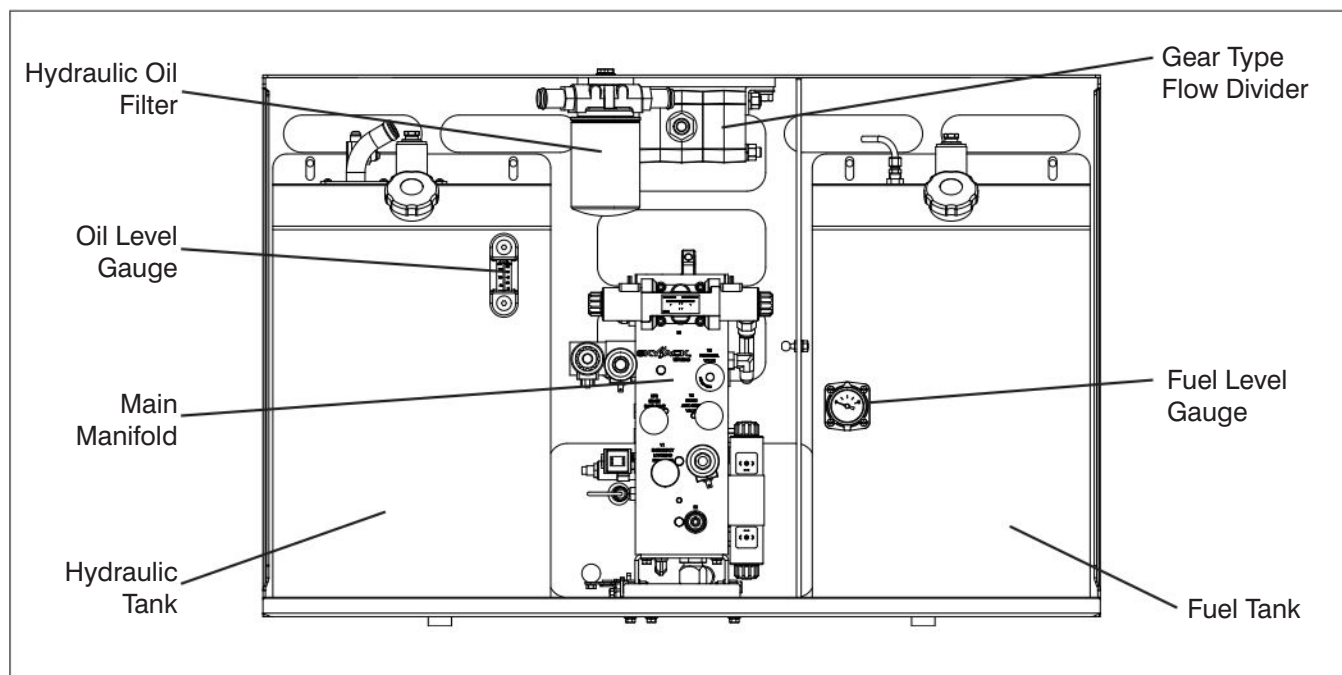 Hydraulic Oil
Filter
Gear Type
Flow Divider
Oil Level
Gauge
SKYJACK
Main
Manifold
Fuel Level
Gauge
Hydraulic
Tank
Fuel Tank